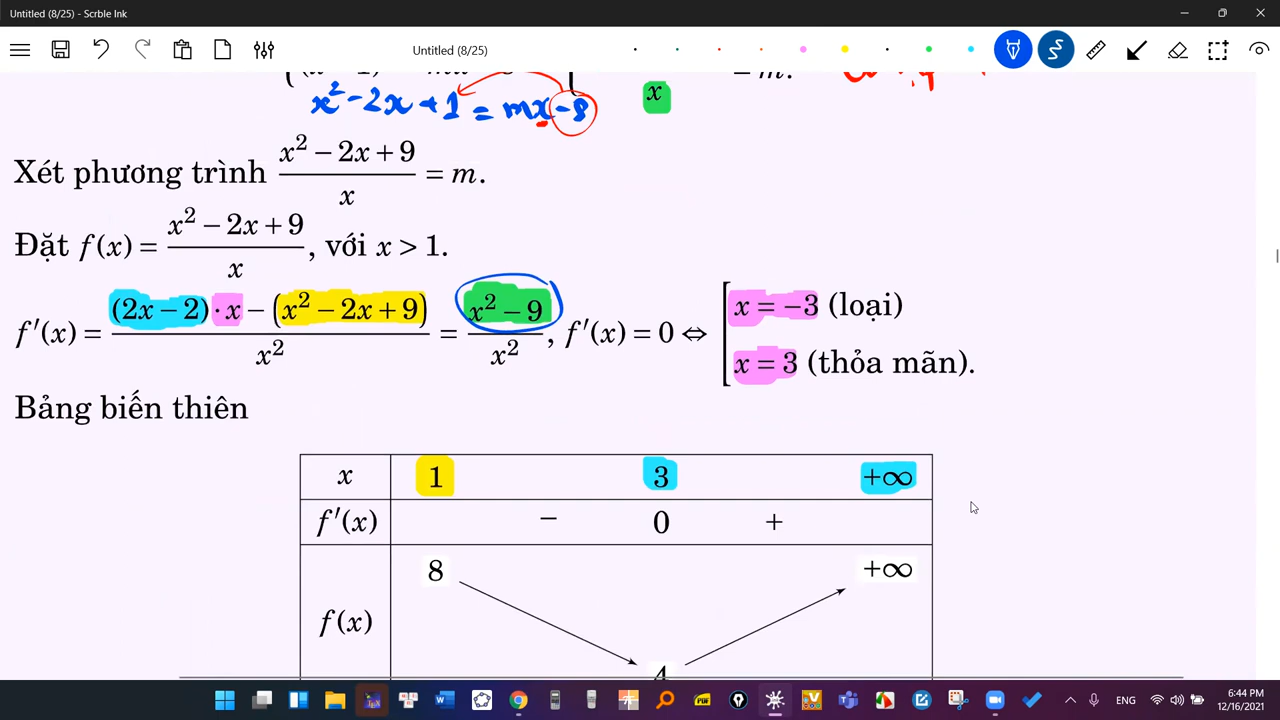 Untitled (8/25) - Scrble Ink
Untitled (8/25)
= m.
x² − 2x + 1 = mx − 8
x
Xét phương trình (x² − 2x + 9)/x = m.
Đặt f(x) = (x² − 2x + 9)/x, với x > 1.
f′(x) = ((2x − 2) · x − (x² − 2x + 9))/x² = (x² − 9)/x², f′(x) = 0 ⇔ [ x = −3 (loại)
x = 3 (thỏa mãn).
Bảng biến thiên
x 1 3 +∞
f′(x) − 0 +
8 +∞
f(x)
4
ENG
6:44 PM
12/16/2021